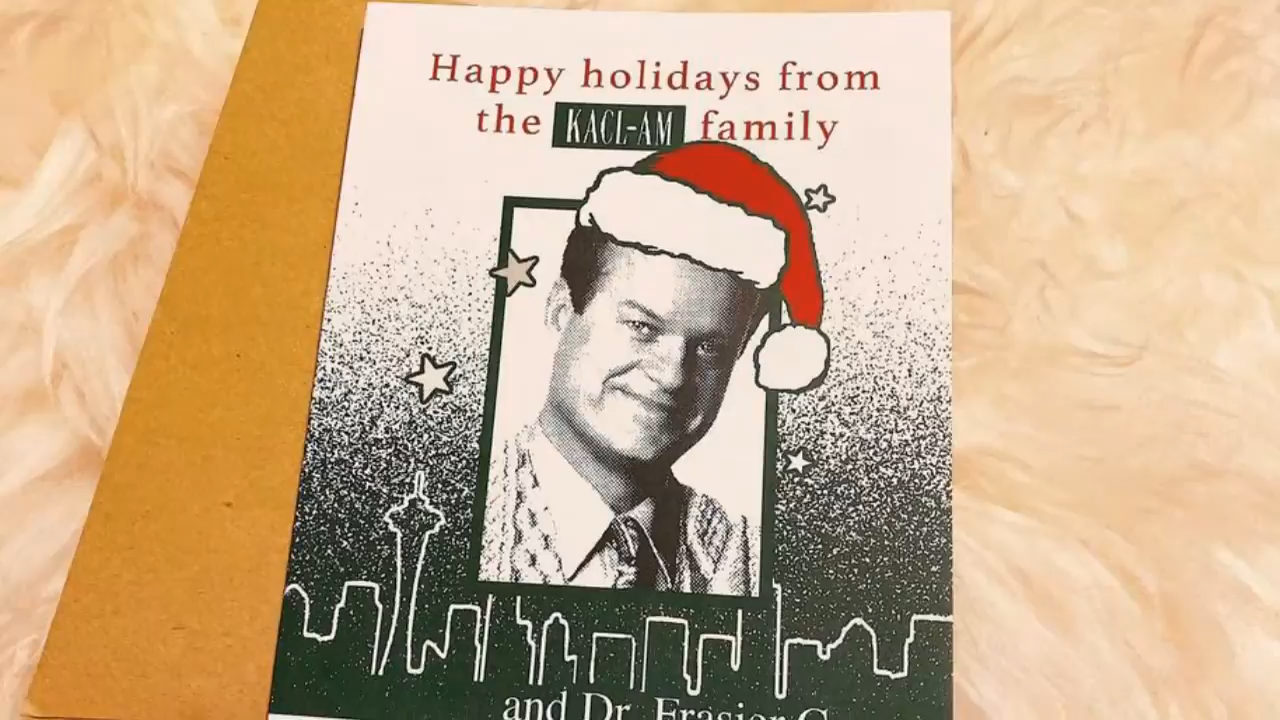 Happy holidays from
the KACL-AM family
and Dr. Frasier C